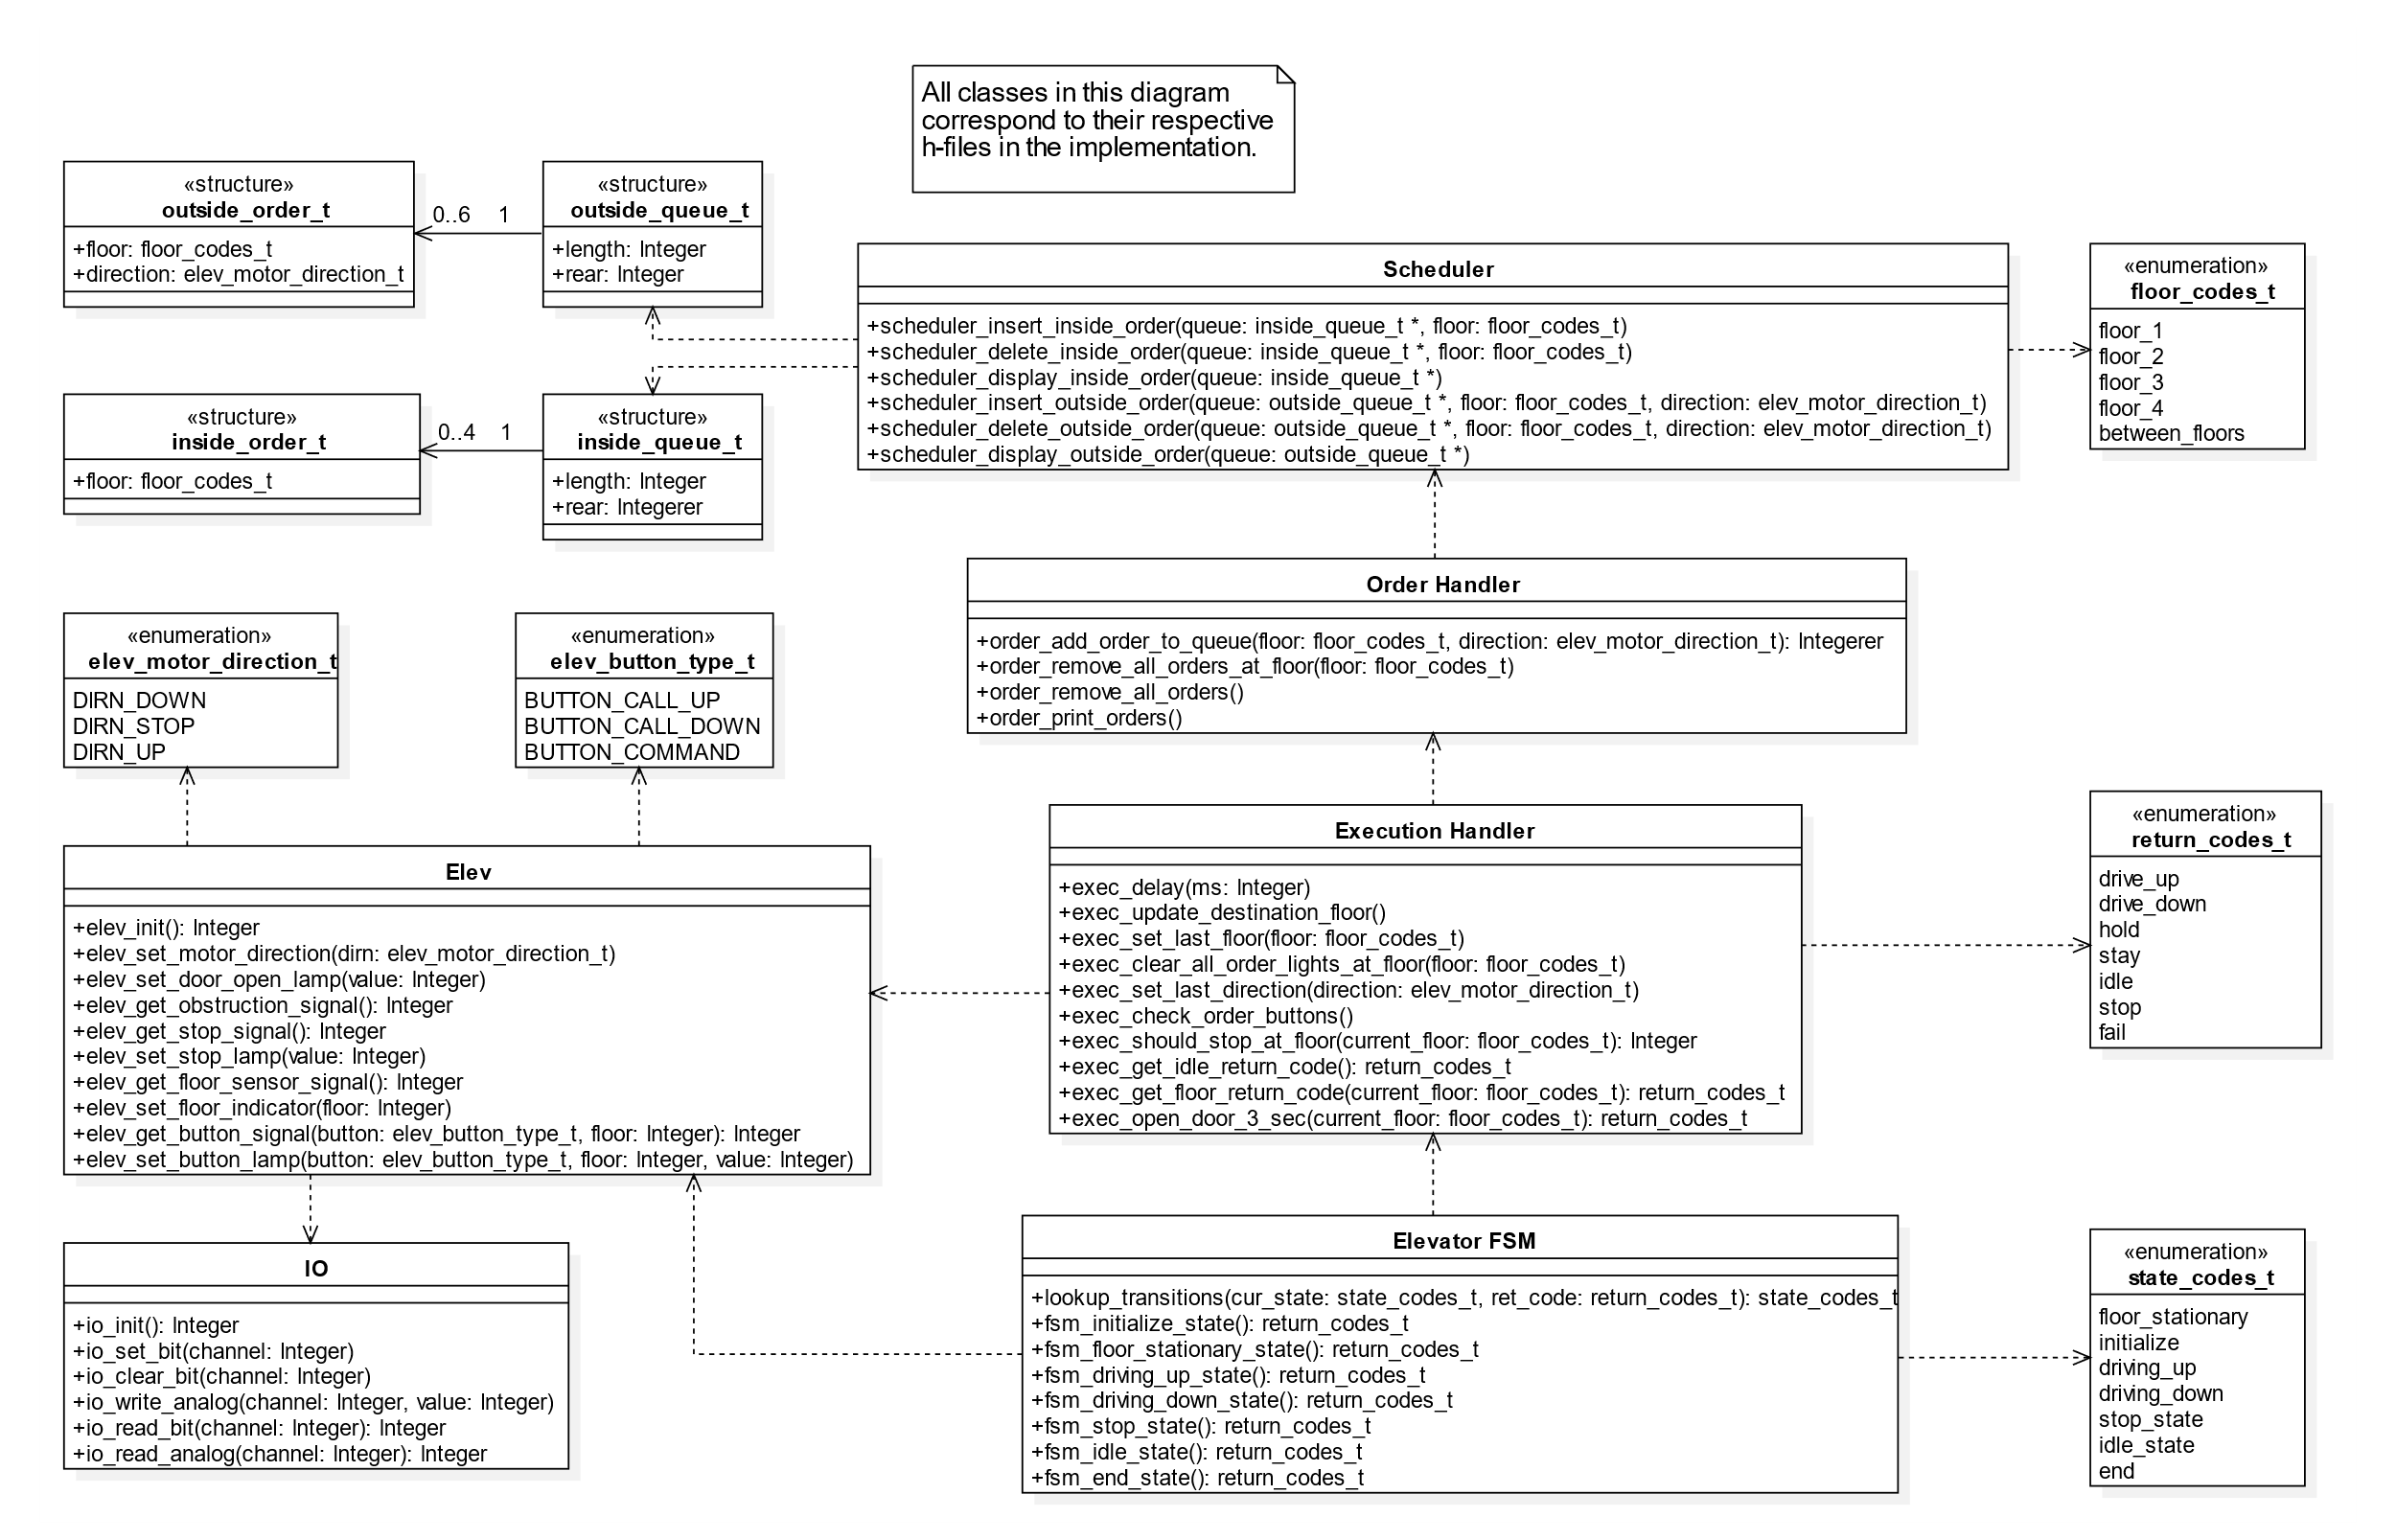 All classes in this diagram
correspond to their respective
h-files in the implementation.
«structure»
outside_order_t
+floor: floor_codes_t
+direction: elev_motor_direction_t
0..6 1
«structure»
outside_queue_t
+length: Integer
+rear: Integer
Scheduler
+scheduler_insert_inside_order(queue: inside_queue_t *, floor: floor_codes_t)
+scheduler_delete_inside_order(queue: inside_queue_t *, floor: floor_codes_t)
+scheduler_display_inside_order(queue: inside_queue_t *)
+scheduler_insert_outside_order(queue: outside_queue_t *, floor: floor_codes_t, direction: elev_motor_direction_t)
+scheduler_delete_outside_order(queue: outside_queue_t *, floor: floor_codes_t, direction: elev_motor_direction_t)
+scheduler_display_outside_order(queue: outside_queue_t *)
«enumeration»
floor_codes_t
floor_1
floor_2
floor_3
floor_4
between_floors
«structure»
inside_order_t
+floor: floor_codes_t
0..4 1
«structure»
inside_queue_t
+length: Integer
+rear: Integerer
Order Handler
+order_add_order_to_queue(floor: floor_codes_t, direction: elev_motor_direction_t): Integerer
+order_remove_all_orders_at_floor(floor: floor_codes_t)
+order_remove_all_orders()
+order_print_orders()
«enumeration»
elev_motor_direction_t
DIRN_DOWN
DIRN_STOP
DIRN_UP
«enumeration»
elev_button_type_t
BUTTON_CALL_UP
BUTTON_CALL_DOWN
BUTTON_COMMAND
Execution Handler
+exec_delay(ms: Integer)
+exec_update_destination_floor()
+exec_set_last_floor(floor: floor_codes_t)
+exec_clear_all_order_lights_at_floor(floor: floor_codes_t)
+exec_set_last_direction(direction: elev_motor_direction_t)
+exec_check_order_buttons()
+exec_should_stop_at_floor(current_floor: floor_codes_t): Integer
+exec_get_idle_return_code(): return_codes_t
+exec_get_floor_return_code(current_floor: floor_codes_t): return_codes_t
+exec_open_door_3_sec(current_floor: floor_codes_t): return_codes_t
«enumeration»
return_codes_t
drive_up
drive_down
hold
stay
idle
stop
fail
Elev
+elev_init(): Integer
+elev_set_motor_direction(dirn: elev_motor_direction_t)
+elev_set_door_open_lamp(value: Integer)
+elev_get_obstruction_signal(): Integer
+elev_get_stop_signal(): Integer
+elev_set_stop_lamp(value: Integer)
+elev_get_floor_sensor_signal(): Integer
+elev_set_floor_indicator(floor: Integer)
+elev_get_button_signal(button: elev_button_type_t, floor: Integer): Integer
+elev_set_button_lamp(button: elev_button_type_t, floor: Integer, value: Integer)
IO
+io_init(): Integer
+io_set_bit(channel: Integer)
+io_clear_bit(channel: Integer)
+io_write_analog(channel: Integer, value: Integer)
+io_read_bit(channel: Integer): Integer
+io_read_analog(channel: Integer): Integer
Elevator FSM
+lookup_transitions(cur_state: state_codes_t, ret_code: return_codes_t): state_codes_t
+fsm_initialize_state(): return_codes_t
+fsm_floor_stationary_state(): return_codes_t
+fsm_driving_up_state(): return_codes_t
+fsm_driving_down_state(): return_codes_t
+fsm_stop_state(): return_codes_t
+fsm_idle_state(): return_codes_t
+fsm_end_state(): return_codes_t
«enumeration»
state_codes_t
floor_stationary
initialize
driving_up
driving_down
stop_state
idle_state
end